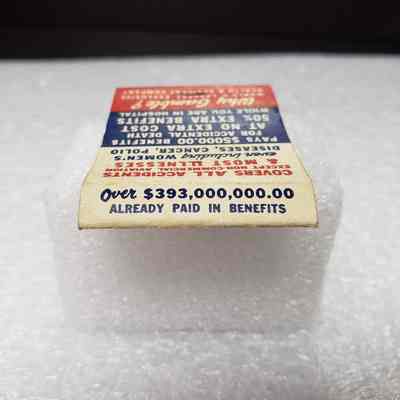 Over $393,000,000.00
ALREADY PAID IN BENEFITS
COVERS ALL ACCIDENTS
EXCEPT NON-COMMERCIAL AVIATION
& MOST ILLNESSES
even including WOMEN'S
DISEASES, CANCER, POLIO
PAYS $5000.00 BENEFITS
FOR ACCIDENTAL DEATH
AT NO EXTRA COST
50% EXTRA BENEFITS
WHILE YOU ARE IN HOSPITAL
Why Gamble?